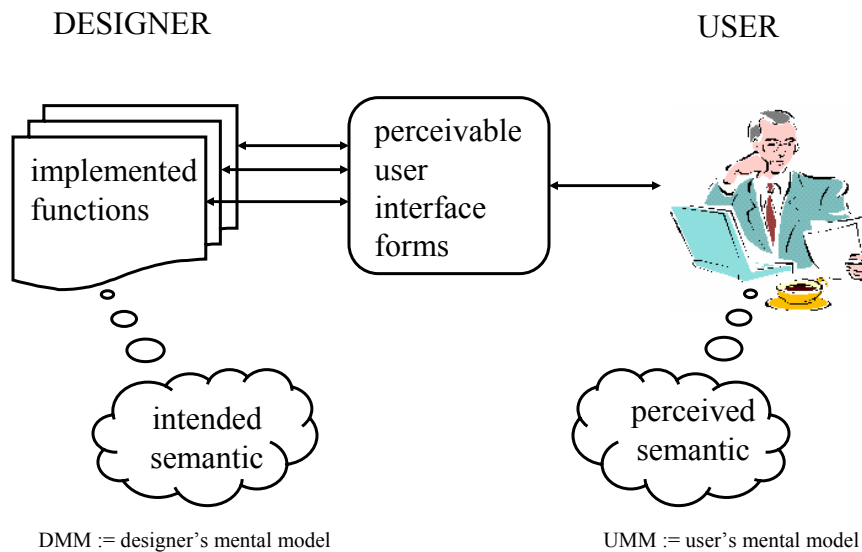 DESIGNER
USER
implemented
functions
perceivable
user
interface
forms
intended
semantic
perceived
semantic
DMM := designer’s mental model
UMM := user’s mental model